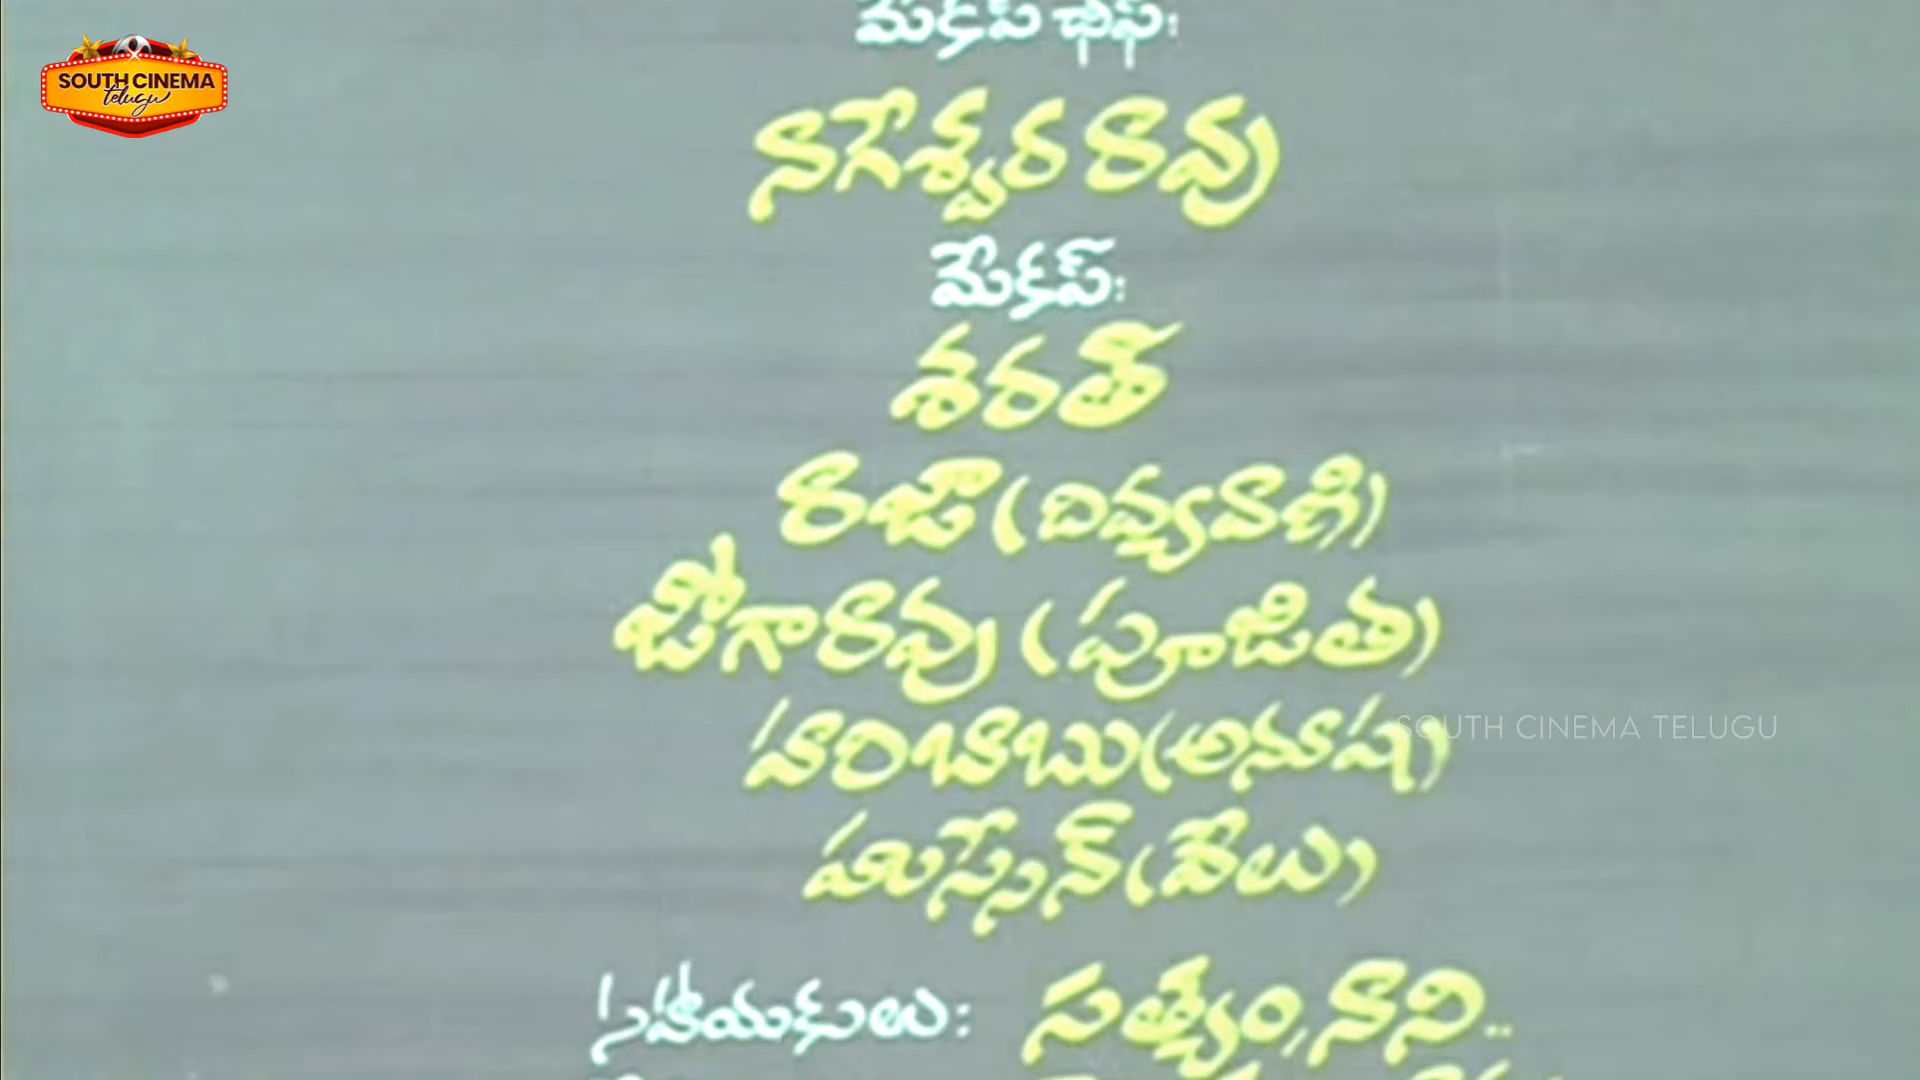 SOUTH CINEMA
telugu
మేకప్ ఛీఫ్:
నాగేశ్వర రావు
మేకప్:
శరత్
రాజా (దివ్యవాణి)
జోగారావు (పూజిత)
హరిబాబు (అనూష)
SOUTH CINEMA TELUGU
హుస్సేన్ (వేలు)
సహాయకులు: సత్యం, నాని..